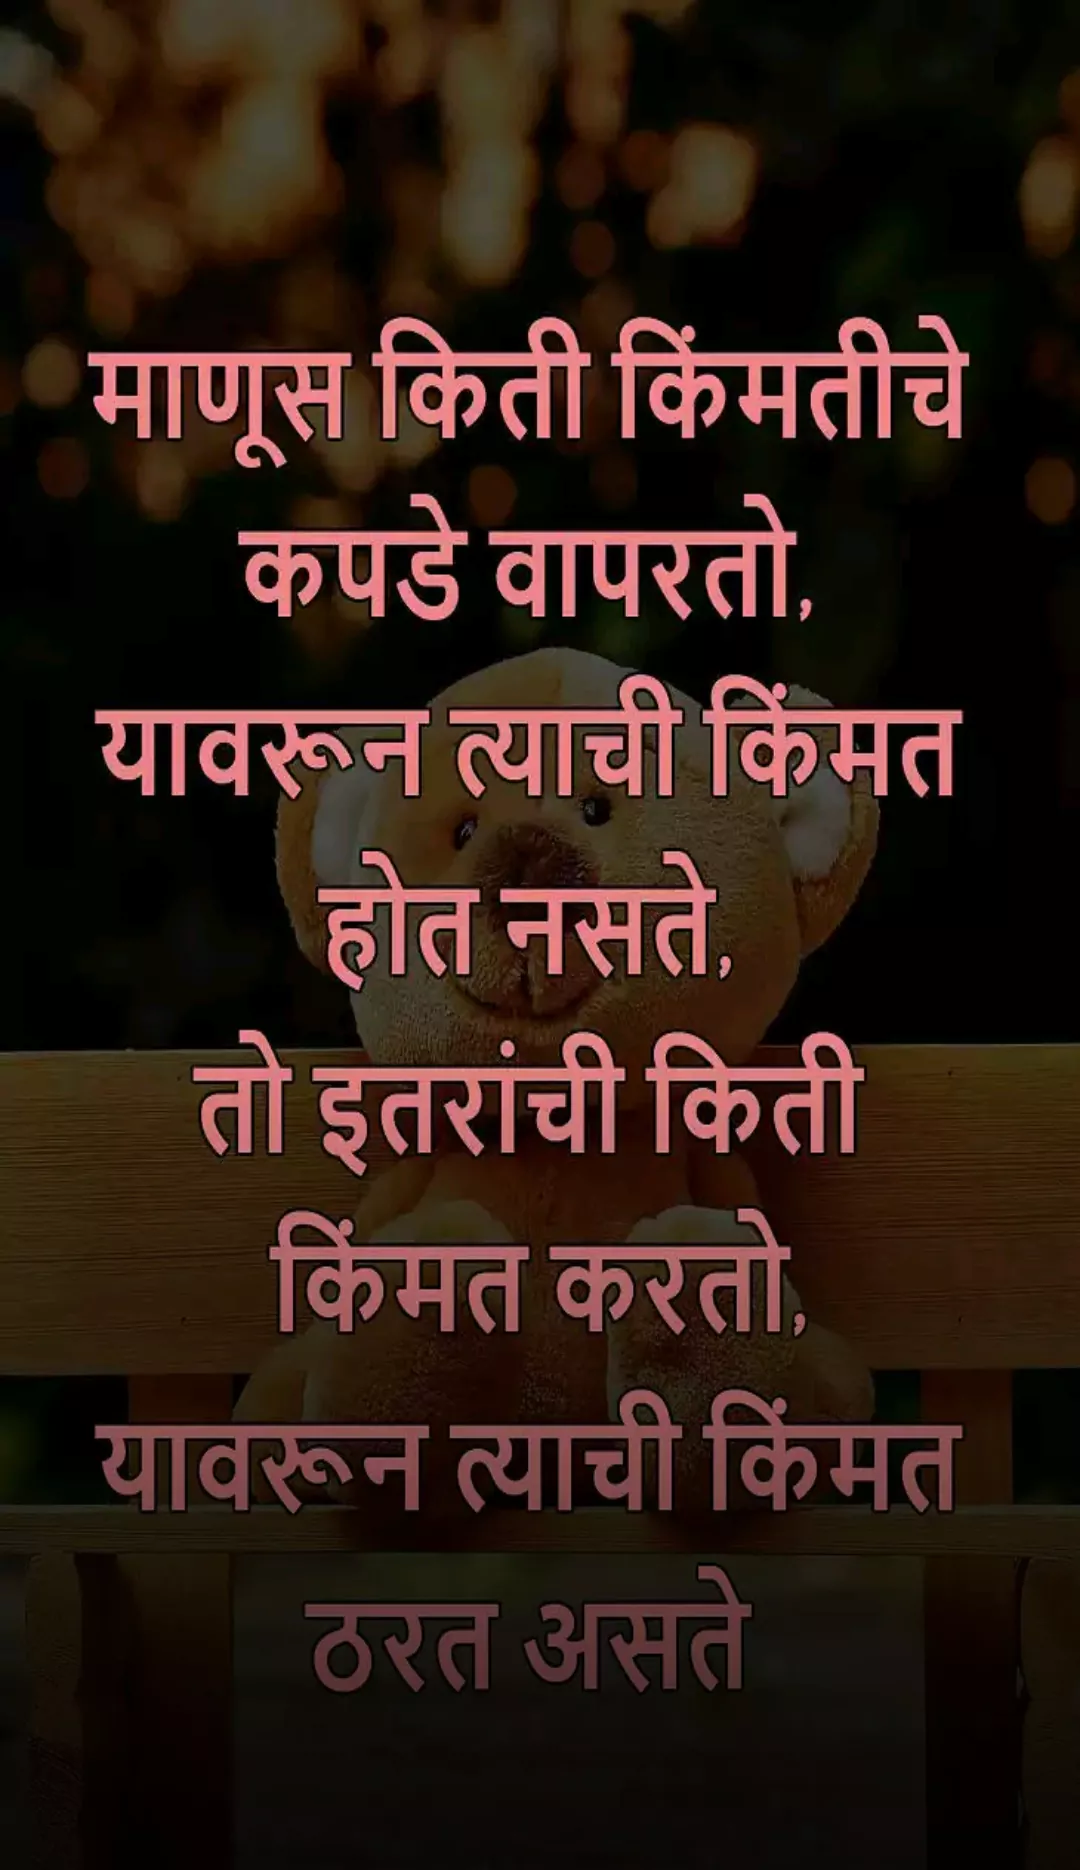 माणूस किती किंमतीचे
कपडे वापरतो,
यावरून त्याची किंमत
होत नसते,
तो इतरांची किती
किंमत करतो,
यावरून त्याची किंमत
ठरत असते